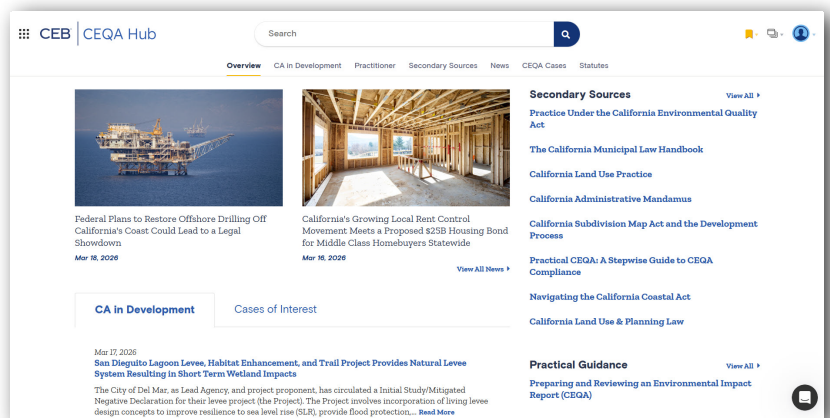 CEB CEQA Hub
Search
Overview CA in Development Practitioner Secondary Sources News CEQA Cases Statutes
Federal Plans to Restore Offshore Drilling Off
California's Coast Could Lead to a Legal
Showdown
Mar 18, 2026
California's Growing Local Rent Control
Movement Meets a Proposed $25B Housing Bond
for Middle Class Homebuyers Statewide
Mar 16, 2026
View All News
CA in Development Cases of Interest
Mar 17, 2026
San Dieguito Lagoon Levee, Habitat Enhancement, and Trail Project Provides Natural Levee
System Resulting in Short Term Wetland Impacts
The City of Del Mar, as Lead Agency, and project proponent, has circulated a Initial Study/Mitigated
Negative Declaration for their levee project (the Project). The Project involves incorporation of living levee
design concepts to improve resilience to sea level rise (SLR), provide flood protection,... Read More
Secondary Sources View All
Practice Under the California Environmental Quality
Act
The California Municipal Law Handbook
California Land Use Practice
California Administrative Mandamus
California Subdivision Map Act and the Development
Process
Practical CEQA: A Stepwise Guide to CEQA
Compliance
Navigating the California Coastal Act
California Land Use & Planning Law
Practical Guidance View All
Preparing and Reviewing an Environmental Impact
Report (CEQA)